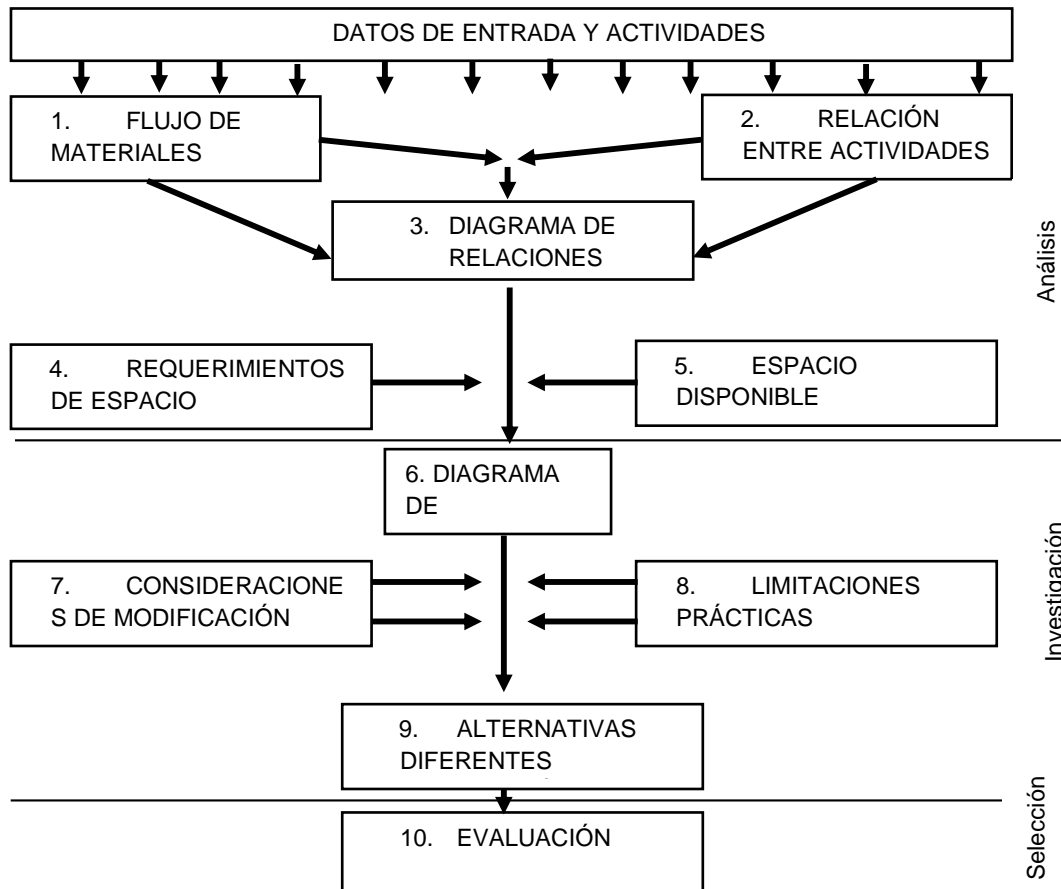 DATOS DE ENTRADA Y ACTIVIDADES
1. FLUJO DE
MATERIALES
2. RELACIÓN
ENTRE ACTIVIDADES
3. DIAGRAMA DE
RELACIONES
Análisis
4. REQUERIMIENTOS
DE ESPACIO
5. ESPACIO
DISPONIBLE
6. DIAGRAMA
DE
7. CONSIDERACIONE
S DE MODIFICACIÓN
8. LIMITACIONES
PRÁCTICAS
Investigación
9. ALTERNATIVAS
DIFERENTES
Selección
10. EVALUACIÓN